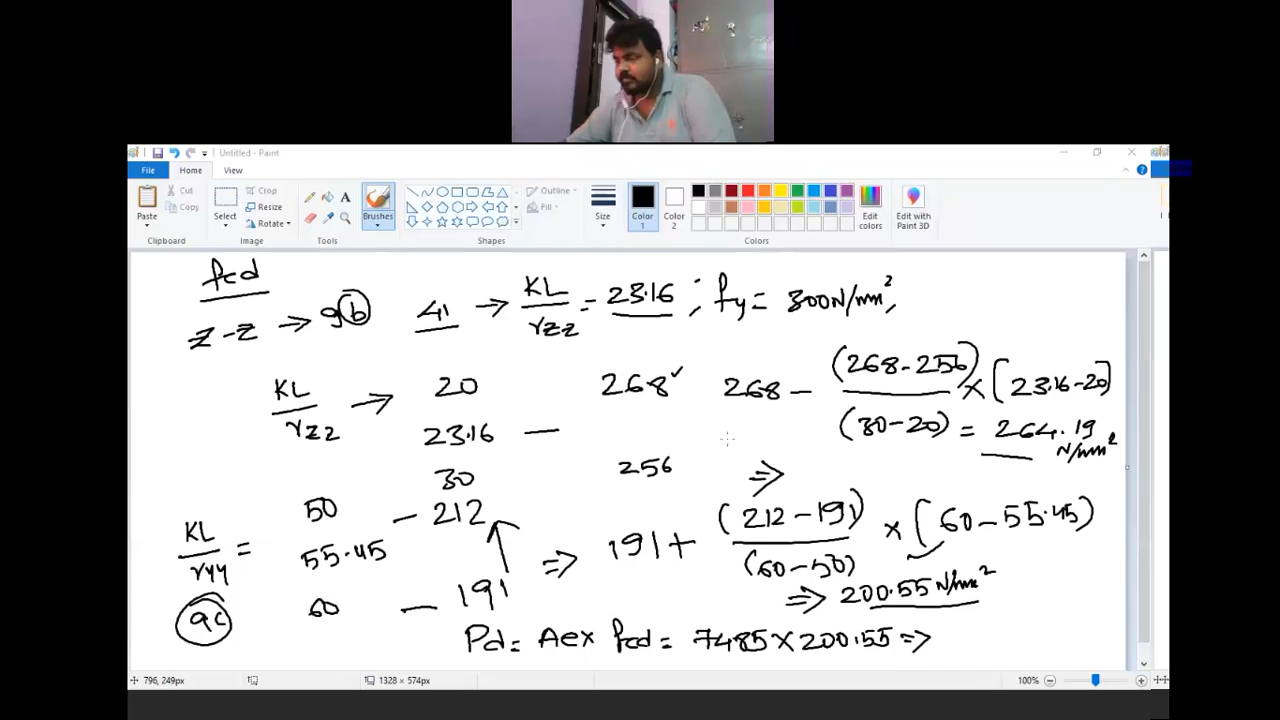 Untitled - Paint
File Home View
Paste Cut Copy Select Crop Resize Rotate Brushes A Outline Fill Size Color 1 Color 2 Edit colors Edit with Paint 3D
Clipboard Image Tools Shapes Colors
fcd
Z-Z → 9(b) 41 → KL/rzz = 23.16 ; fy = 300N/mm²,
KL/rzz → 20 268✓ 268 - (268-256)/(30-20) × (23.16-20)
23.16 — = 264.19 N/mm²
30 256 ⇒
KL/ryy = 50 — 212
55.45 ⇒ 191 + (212-191)/(60-50) × (60-55.45)
9c 60 — 191 ⇒ 200.55 N/mm²
Pd = Ae x fcd = 7485 × 200.55 ⇒
796, 249px 1328 × 574px 100%